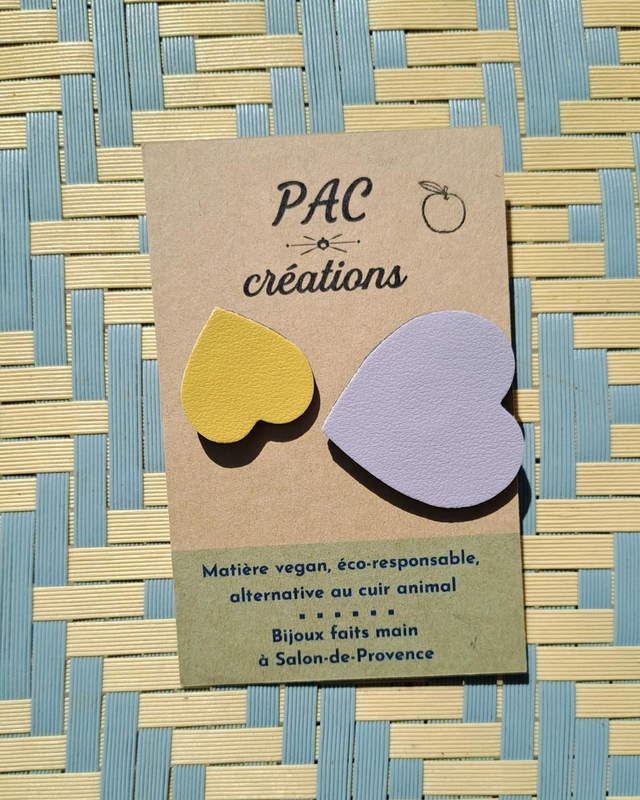 PAC
créations
Matière vegan, éco-responsable,
alternative au cuir animal
Bijoux faits main
à Salon-de-Provence